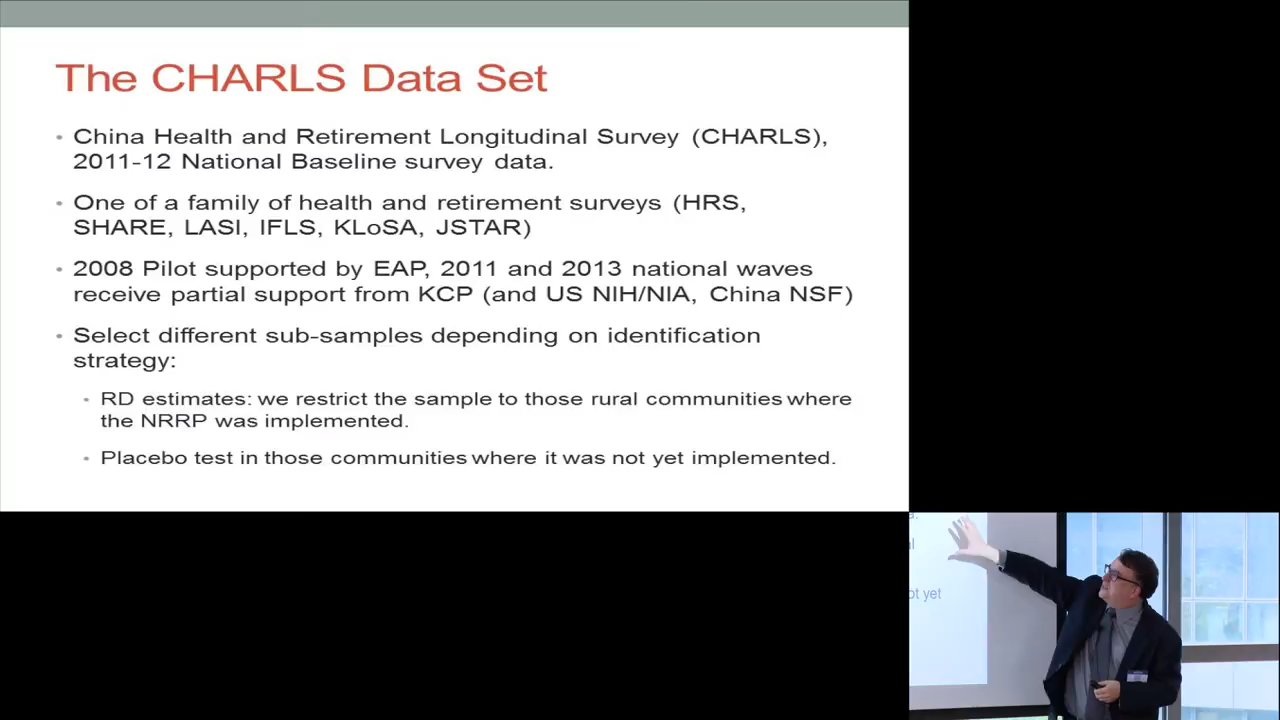 The CHARLS Data Set
• China Health and Retirement Longitudinal Survey (CHARLS),
2011-12 National Baseline survey data.
• One of a family of health and retirement surveys (HRS,
SHARE, LASI, IFLS, KLoSA, JSTAR)
• 2008 Pilot supported by EAP, 2011 and 2013 national waves
receive partial support from KCP (and US NIH/NIA, China NSF)
• Select different sub-samples depending on identification
strategy:
• RD estimates: we restrict the sample to those rural communities where
the NRRP was implemented.
• Placebo test in those communities where it was not yet implemented.
ot yet